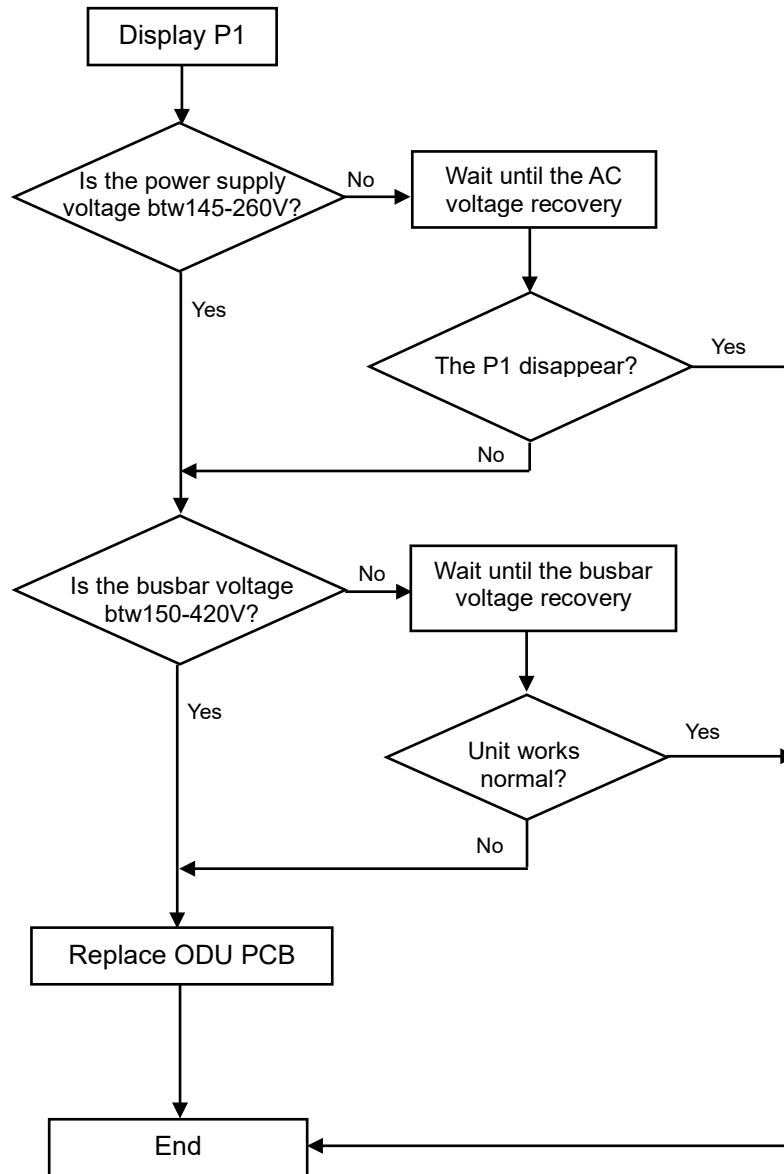 Display P1
Is the power supply
voltage btw145-260V?
No
Wait until the AC
voltage recovery
Yes
The P1 disappear?
Yes
No
Is the busbar voltage
btw150-420V?
No
Wait until the busbar
voltage recovery
Yes
Unit works
normal?
Yes
No
Replace ODU PCB
End